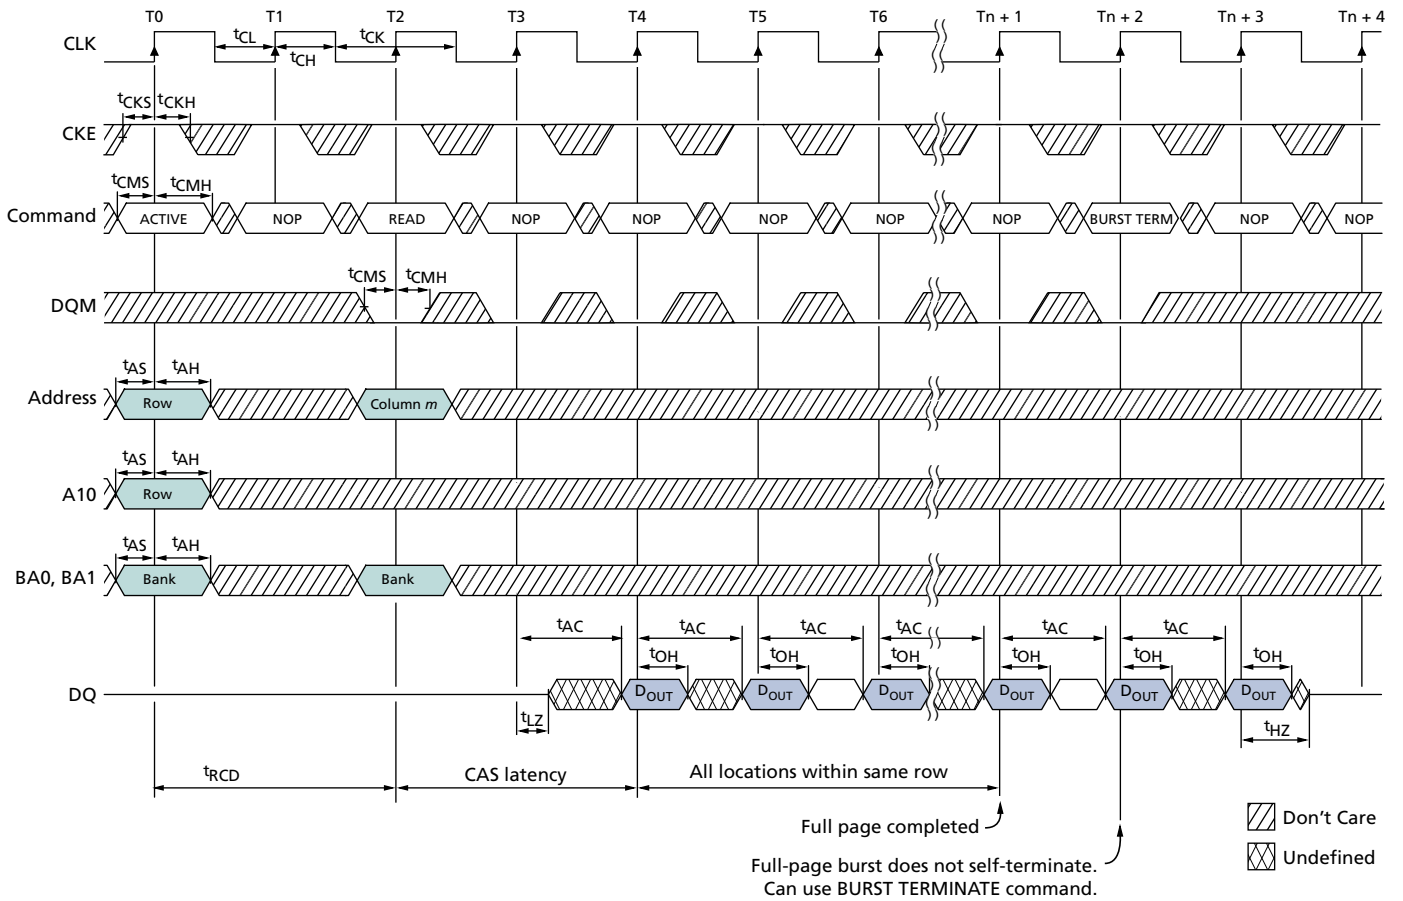 T0 T1 T2 T3 T4 T5 T6 Tn + 1 Tn + 2 Tn + 3 Tn + 4
CLK
tCL tCK
tCH
tCKS tCKH
CKE
tCMS tCMH
Command ACTIVE NOP READ NOP NOP NOP NOP NOP BURST TERM NOP NOP
tCMS tCMH
DQM
tAS tAH
Address Row Column m
tAS tAH
A10 Row
tAS tAH
BA0, BA1 Bank Bank
tAC tAC tAC tAC tAC tAC
tOH tOH tOH tOH tOH tOH
DQ DOUT DOUT DOUT DOUT DOUT DOUT
tLZ tHZ
tRCD CAS latency All locations within same row
Full page completed
Don't Care
Full-page burst does not self-terminate.
Can use BURST TERMINATE command.
Undefined